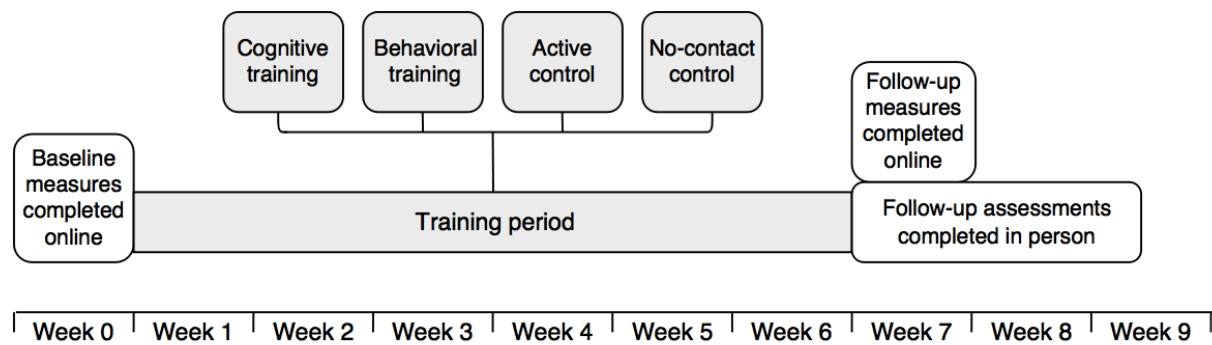 Cognitive
training
Behavioral
training
Active
control
No-contact
control
Follow-up
measures
completed
online
Baseline
measures
completed
online
Training period
Follow-up assessments
completed in person
Week 0
Week 1
Week 2
Week 3
Week 4
Week 5
Week 6
Week 7
Week 8
Week 9